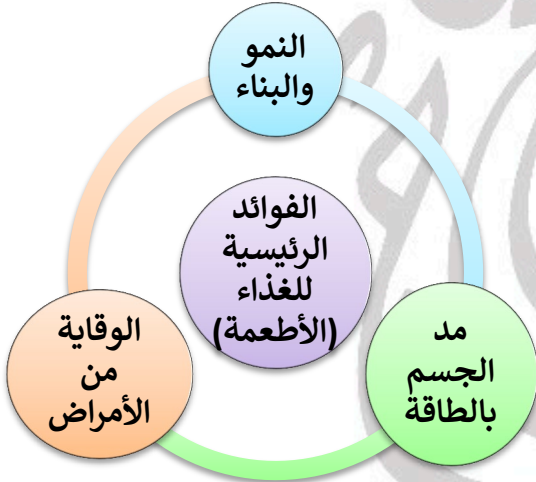 النمو
والبناء
الفوائد
الرئيسية
للغذاء
(الأطعمة)
مد
الجسم
بالطاقة
الوقاية
من
الأمراض